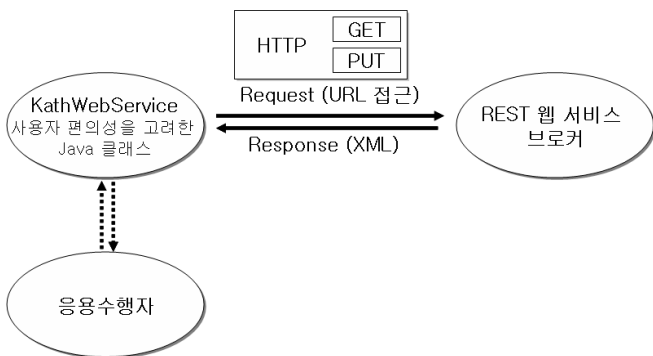 HTTP
GET
PUT
Request (URL 접근)
KathWebService
사용자 편의성을 고려한
Java 클래스
REST 웹 서비스
브로커
Response (XML)
응용수행자